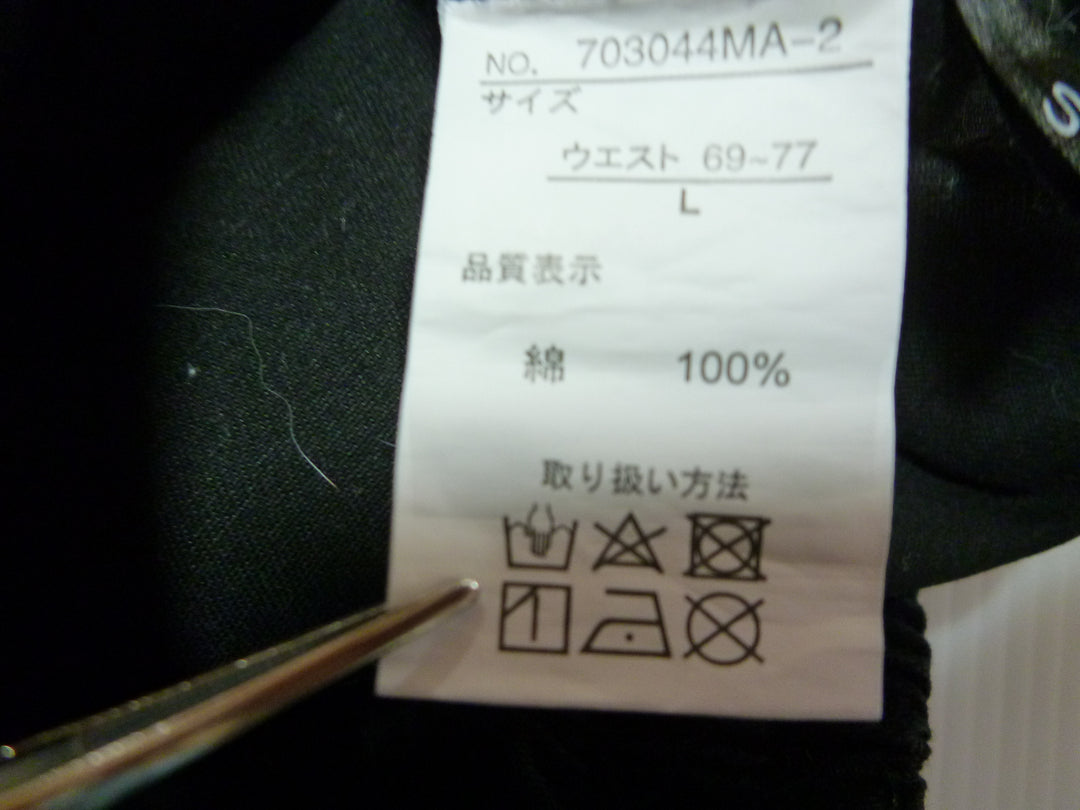 NO. 703044MA-2
サイズ
ウエスト 69~77
L
品質表示
綿 100%
取り扱い方法
S